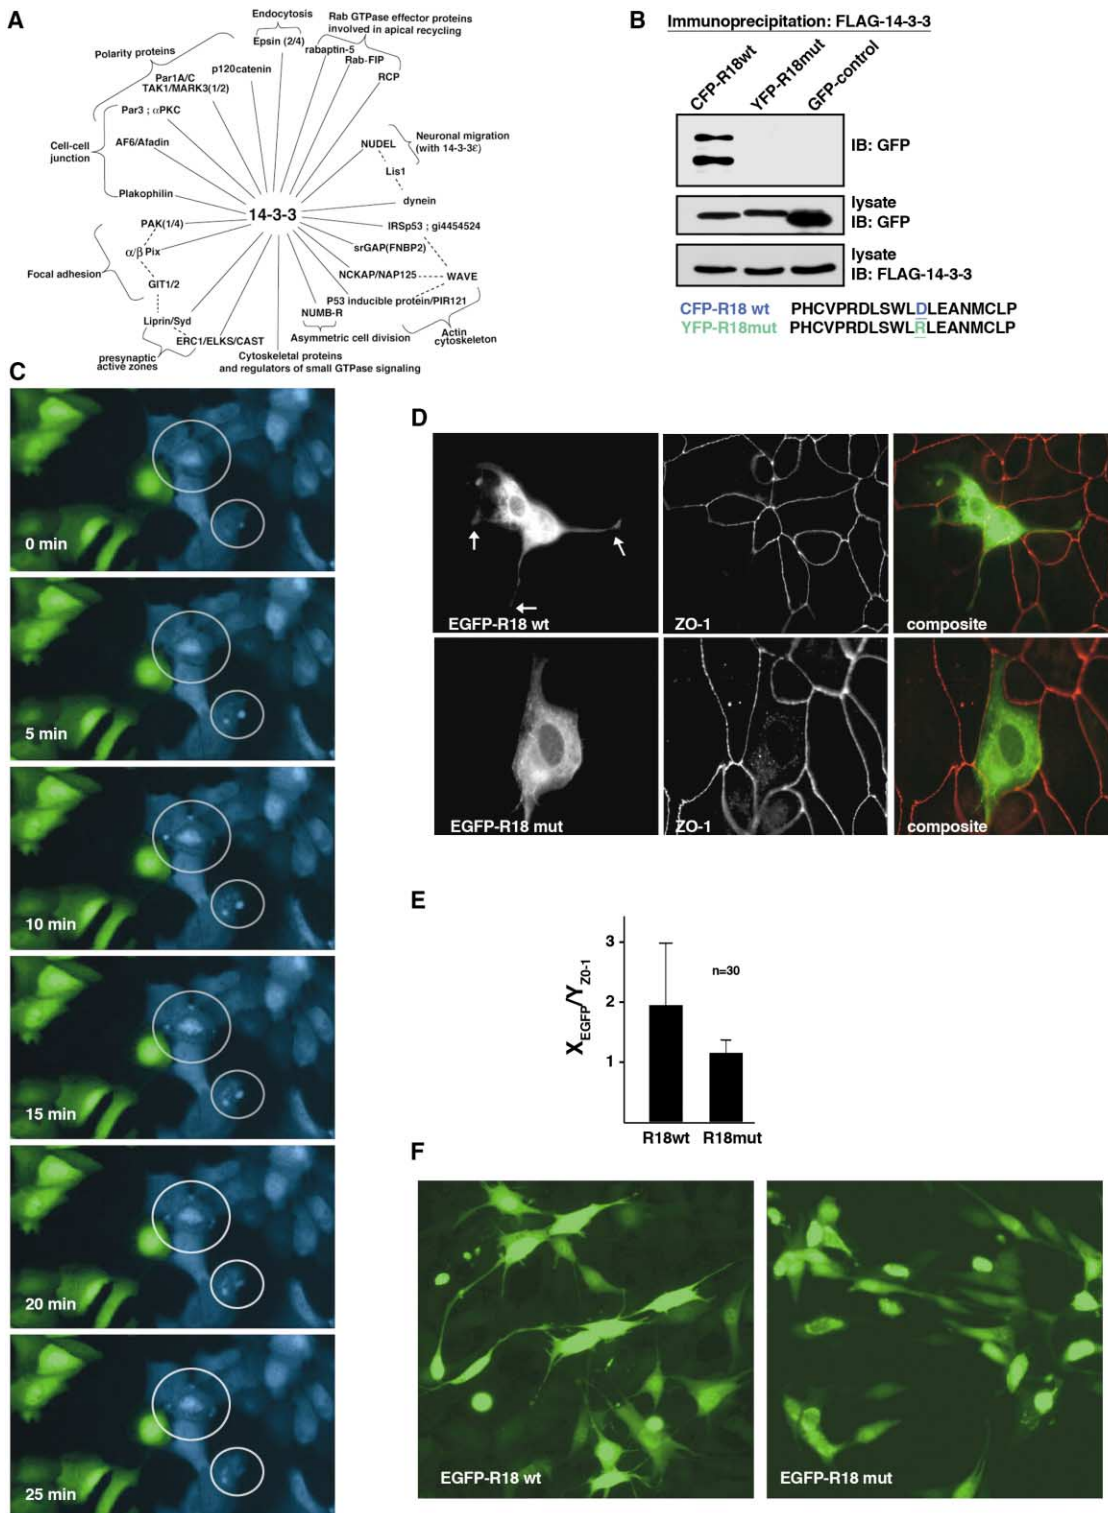 A
Endocytosis
Epsin (2/4)
Rab GTPase effector proteins
involved in apical recycling
rabaptin-5
Rab-FIP
RCP
Polarity proteins
p120catenin
Par1A/C
TAK1/MARK3(1/2)
Par3 ; αPKC
Cell-cell
junction
AF6/Afadin
Plakophilin
NUDEL
Neuronal migration
(with 14-3-3ε)
Lis1
dynein
14-3-3
PAK(1/4)
α/β Pix
Focal adhesion
GIT1/2
Liprin/Syd
ERC1/ELKS/CAST
presynaptic
active zones
IRSp53 ; gi4454524
srGAP(FNBP2)
NCKAP/NAP125
WAVE
P53 inducible protein/PIR121
NUMB-R
Asymmetric cell division
Actin
cytoskeleton
Cytoskeletal proteins
and regulators of small GTPase signaling
B
Immunoprecipitation: FLAG-14-3-3
CFP-R18wt
YFP-R18mut
GFP-control
IB: GFP
lysate
IB: GFP
lysate
IB: FLAG-14-3-3
CFP-R18 wt PHCVPRDLSWLDLEANMCLP
YFP-R18mut PHCVPRDLSWLRLEANMCLP
C
0 min
5 min
10 min
15 min
20 min
25 min
D
EGFP-R18 wt
ZO-1
composite
EGFP-R18 mut
ZO-1
composite
E
X EGFP/Y Z0-1
3
2
1
n=30
R18wt
R18mut
F
EGFP-R18 wt
EGFP-R18 mut